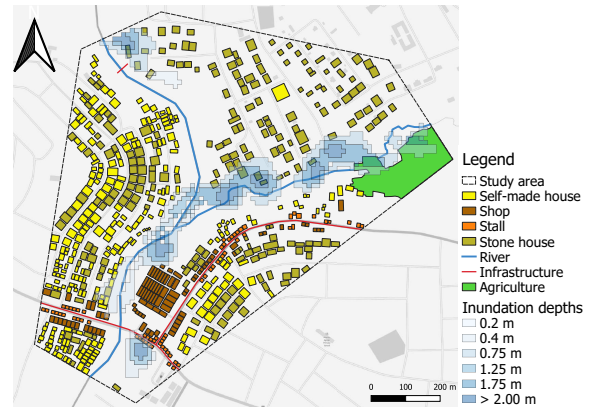 N
Legend
Study area
Self-made house
Shop
Stall
Stone house
River
Infrastructure
Agriculture
Inundation depths
0.2 m
0.4 m
0.75 m
1.25 m
1.75 m
> 2.00 m
0 100 200 m